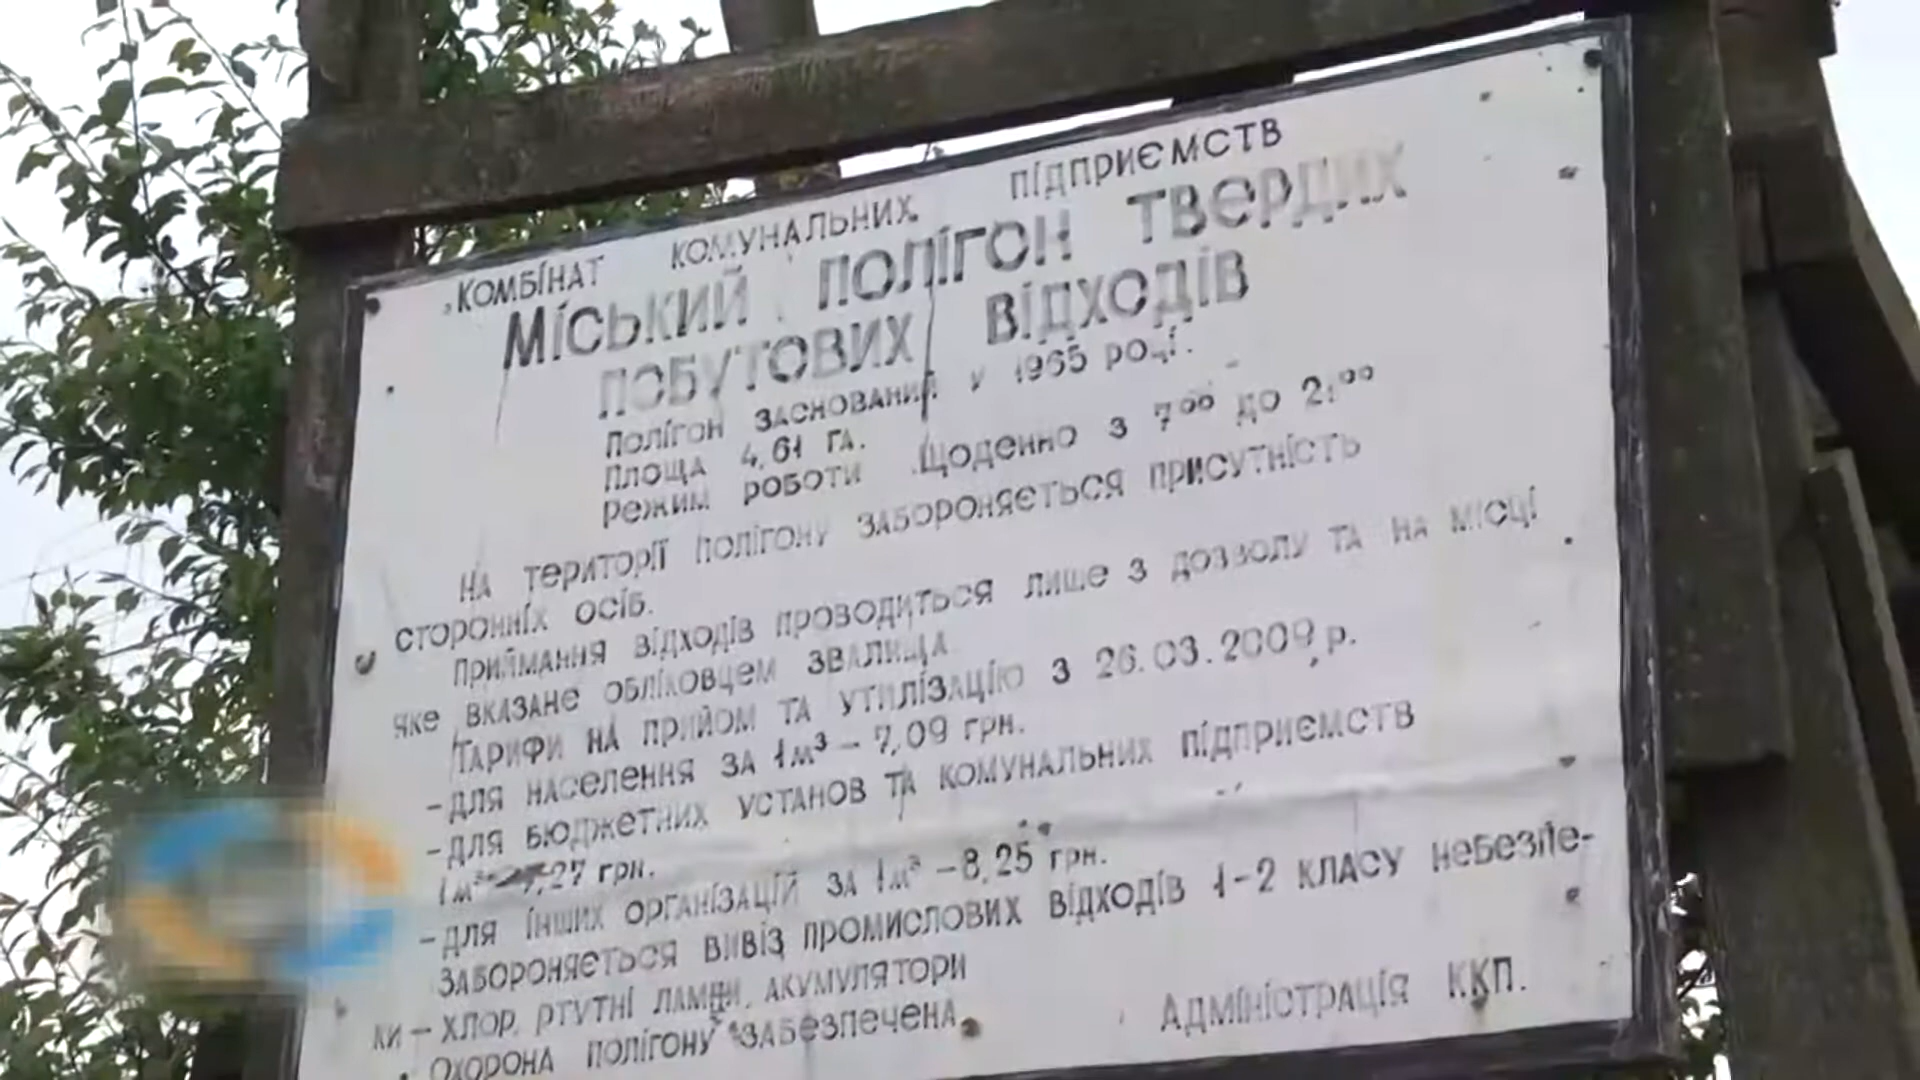 КОМБІНАТ КОМУНАЛЬНИХ ПІДПРИЄМСТВ
МІСЬКИЙ ПОЛІГОН ТВЕРДИХ
ПОБУТОВИХ ВІДХОДІВ
ПОЛІГОН ЗАСНОВАНИЙ У 1965 РОЦІ.
ПЛОЩА 4,61 ГА.
РЕЖИМ РОБОТИ ЩОДЕННО З 7⁰⁰ ДО 21⁰⁰
НА ТЕРИТОРІЇ ПОЛІГОНУ ЗАБОРОНЯЄТЬСЯ ПРИСУТНІСТЬ
СТОРОННІХ ОСІБ.
ПРИЙМАННЯ ВІДХОДІВ ПРОВОДИТЬСЯ ЛИШЕ З ДОЗВОЛУ ТА НА МІСЦІ
ЯКЕ ВКАЗАНЕ ОБЛІКОВЦЕМ ЗВАЛИЩА
ТАРИФИ НА ПРИЙОМ ТА УТИЛІЗАЦІЮ З 26.03.2009 р.
- ДЛЯ НАСЕЛЕННЯ ЗА 1м³ - 7,09 ГРН.
- ДЛЯ БЮДЖЕТНИХ УСТАНОВ ТА КОМУНАЛЬНИХ ПІДПРИЄМСТВ
1м³ - 7,27 ГРН.
- ДЛЯ ІНШИХ ОРГАНІЗАЦІЙ ЗА 1м³ - 8,25 ГРН.
ЗАБОРОНЯЄТЬСЯ ВИВІЗ ПРОМИСЛОВИХ ВІДХОДІВ 1-2 КЛАСУ НЕБЕЗПЕ-
КИ - ХЛОР, РТУТНІ ЛАМПИ, АКУМУЛЯТОРИ
ОХОРОНА ПОЛІГОНУ ЗАБЕЗПЕЧЕНА. АДМІНІСТРАЦІЯ ККП.